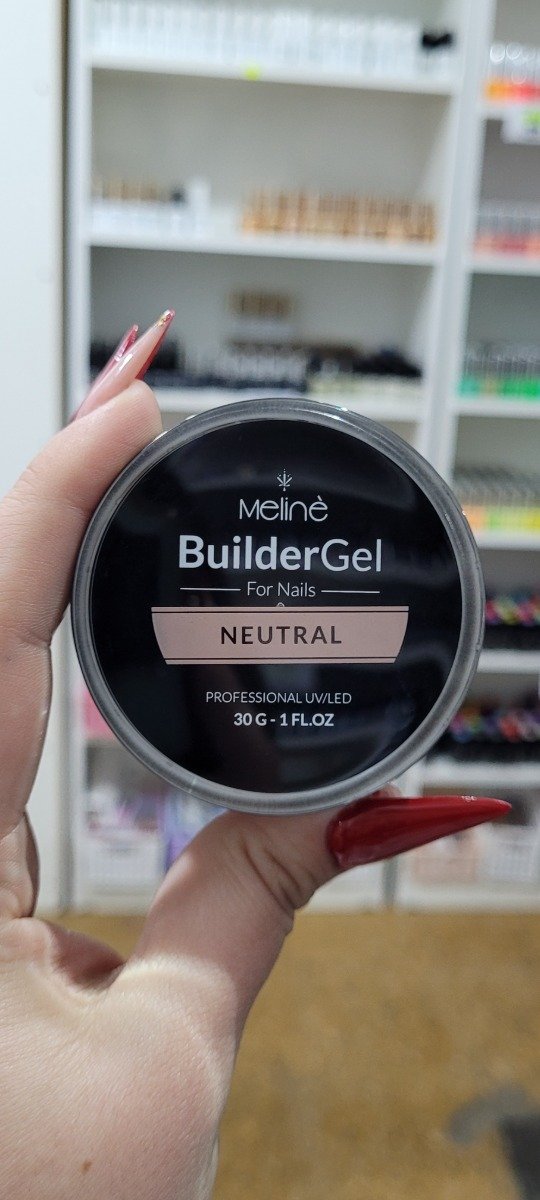 Melinè
BuilderGel
For Nails
NEUTRAL
PROFESSIONAL UV/LED
30 G - 1 FL.OZ